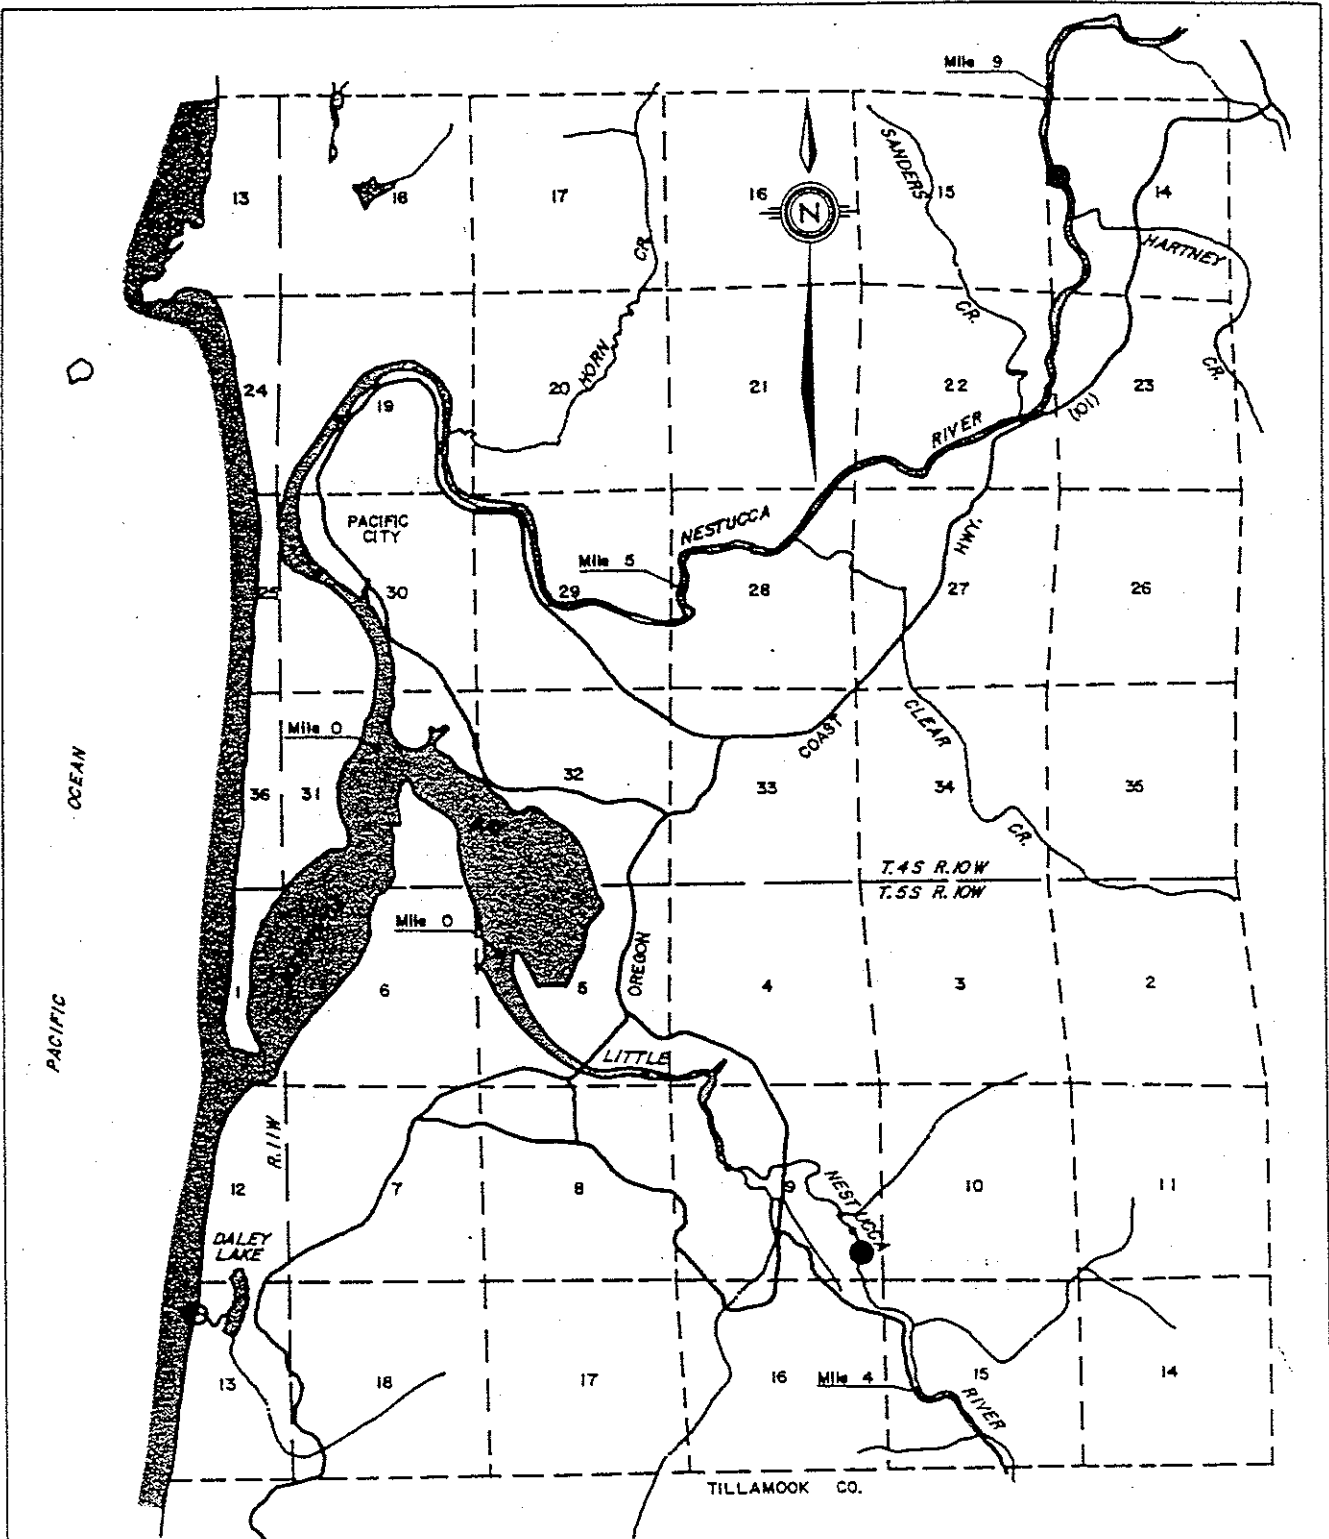 Mile 9
SANDERS
CR.
13
18
17
16
15
14
N
HARTNEY
CR.
HORN
CR.
24
19
20
21
22
23
RIVER
(101)
PACIFIC
CITY
NESTUCCA
HWY.
Mile 5
25
30
29
28
27
26
CLEAR
CR.
COAST
Mile 0
OCEAN
36
31
32
33
34
35
T.4S R.10W
T.5S R.10W
Mile 0
OREGON
1
6
5
4
3
2
PACIFIC
LITTLE
R.11W
12
7
8
9
10
11
NESTUCCA
DALEY
LAKE
13
18
17
16
Mile 4
15
14
RIVER
TILLAMOOK CO.